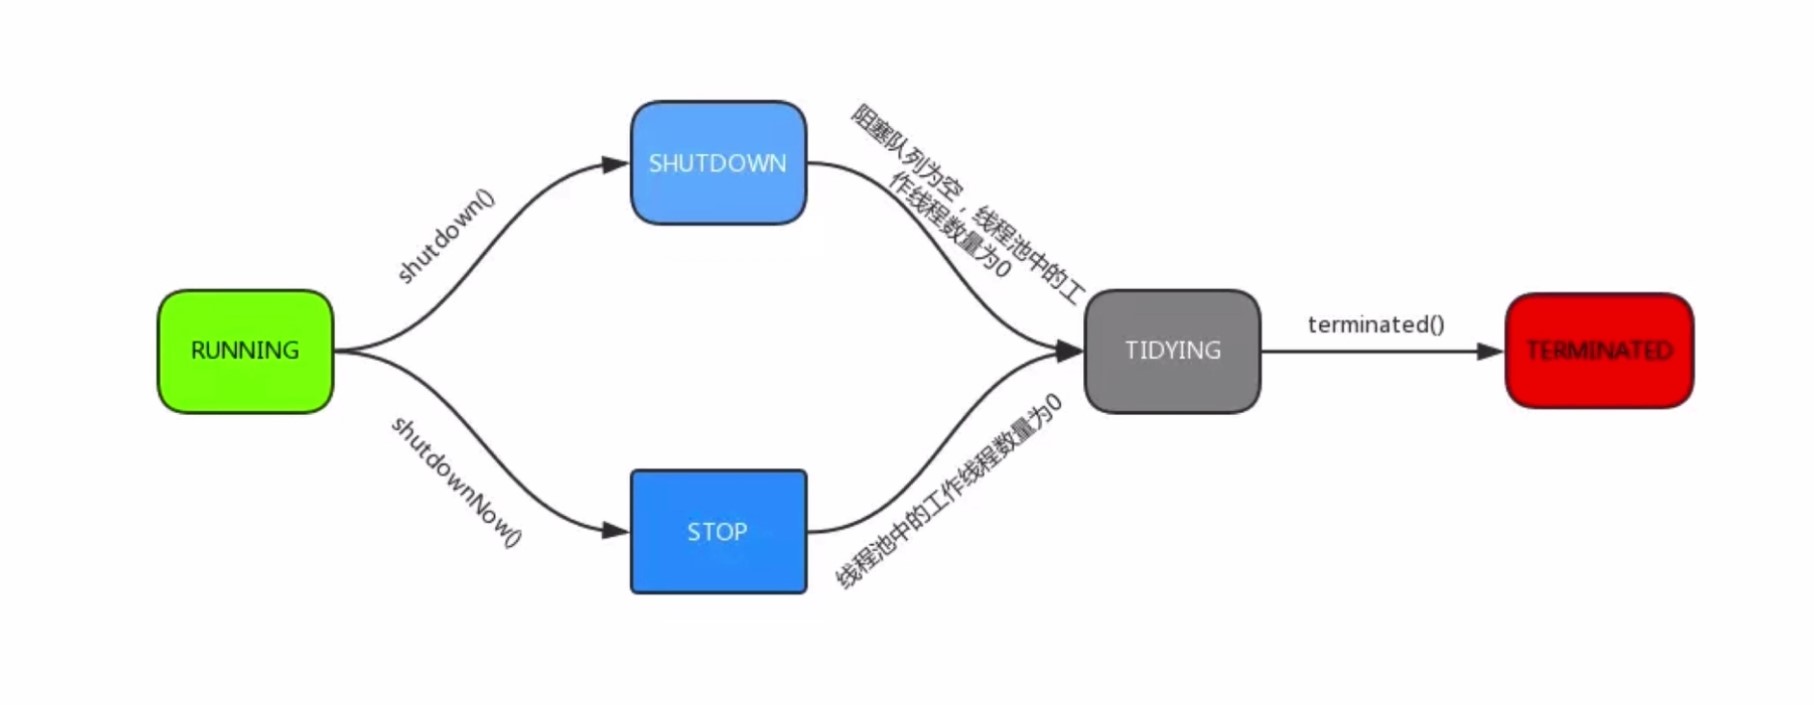 SHUTDOWN
阻塞队列为空，线程池中的工
作线程数量为0
shutdown()
RUNNING
TIDYING
terminated()
TERMINATED
shutdownNow()
STOP
线程池中的工作线程数量为0